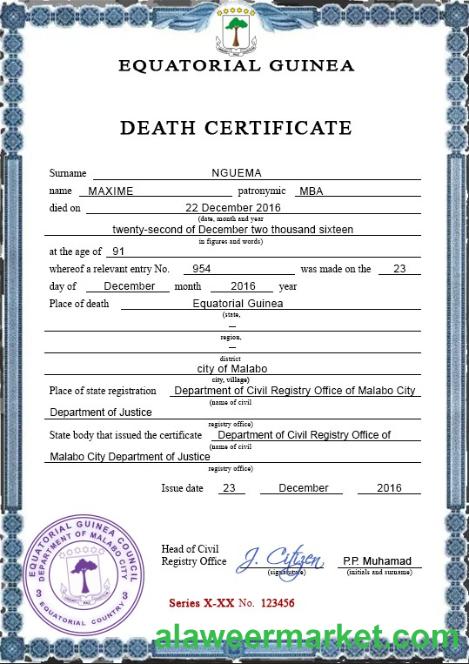 EQUATORIAL GUINEA
DEATH CERTIFICATE
Surname NGUEMA
name MAXIME patronymic MBA
died on 22 December 2016
(date, month and year
twenty-second of December two thousand sixteen
in figures and words)
at the age of 91
whereof a relevant entry No. 954 was made on the 23
day of December month 2016 year
Place of death Equatorial Guinea
(state,
—
region,
—
district
city of Malabo
city, village)
Place of state registration Department of Civil Registry Office of Malabo City
(name of civil
Department of Justice
registry office)
State body that issued the certificate Department of Civil Registry Office of
(name of civil
Malabo City Department of Justice
registry office)
Issue date 23 December 2016
EQUATORIAL GUINEA COUNCIL
DEPARTMENT OF MALABO CITY
3 EQUATORIAL COUNTRY 3
Head of Civil
Registry Office J. Citizen P.P. Muhamad
(signature) (initials and surname)
Series X-XX No. 123456
alaweermarket.com